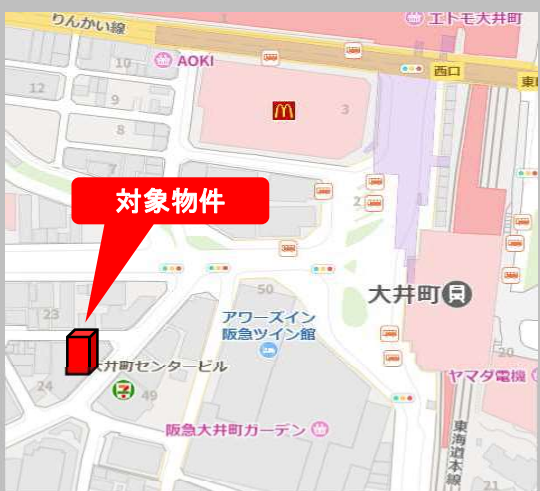 りんかい線
エトモ大井町
10
AOKI
西口
東
12
9
3
8
7
対象物件
2
50
大井町
23
アワーズイン
阪急ツイン館
井町センタービル
20
24
49
ヤマダ電機
阪急大井町ガーデン
東海道本線
21